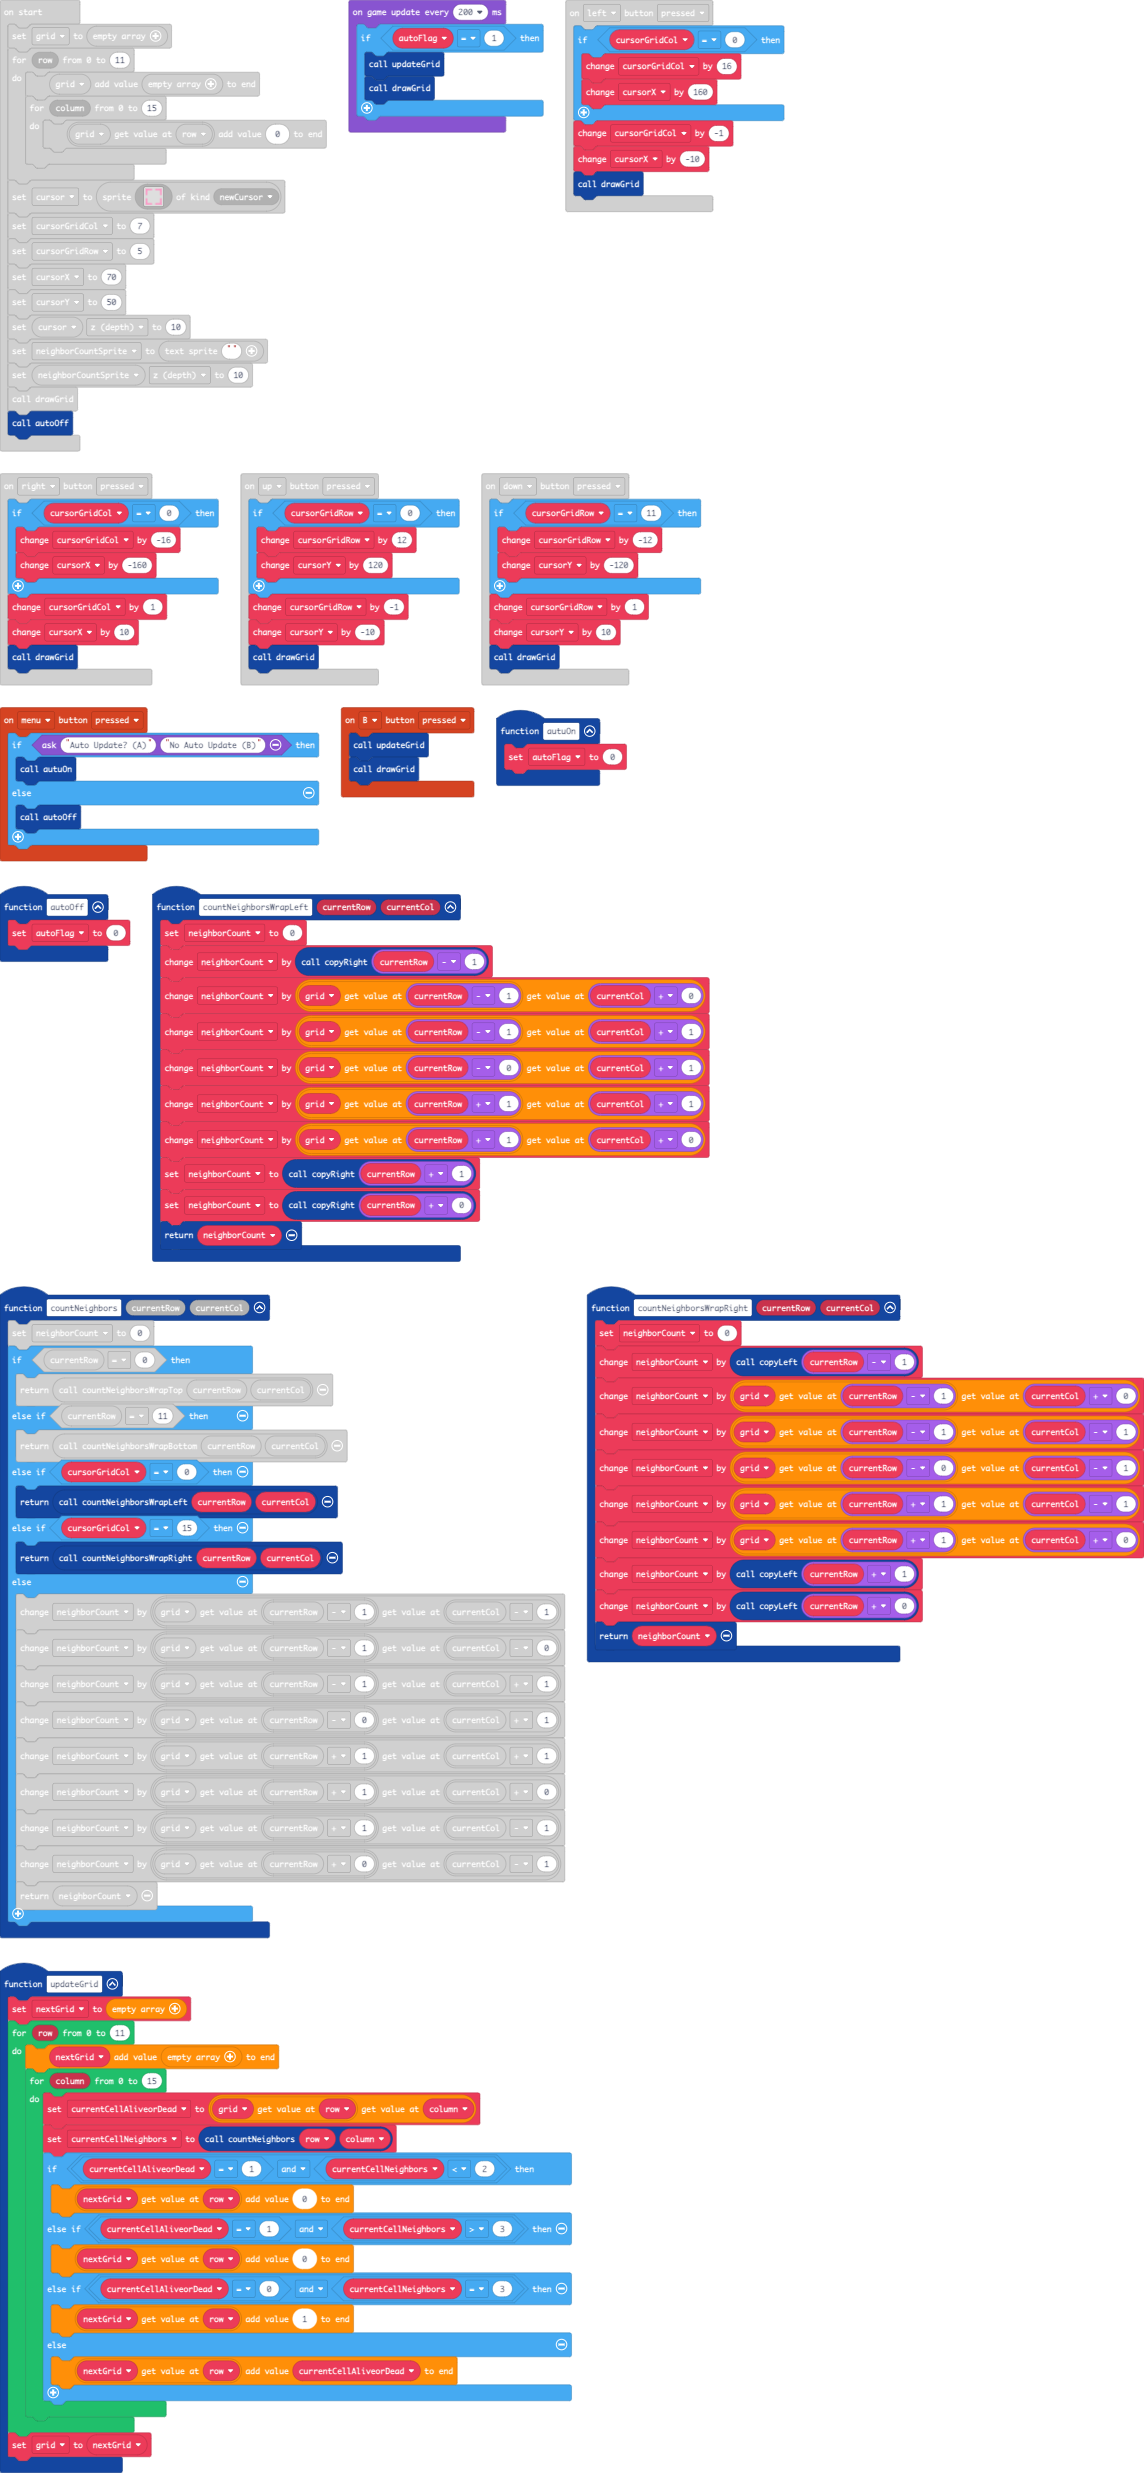 on start
set grid to empty array
for row from 0 to 11
do grid add value empty array to end
for column from 0 to 15
do grid get value at row add value 0 to end
set cursor to sprite of kind newCursor
set cursorGridCol to 7
set cursorGridRow to 5
set cursorX to 70
set cursorY to 50
set cursor z (depth) to 10
set neighborCountSprite to text sprite " "
set neighborCountSprite z (depth) to 10
call drawGrid
call autoOff
on game update every 200 ms
if autoFlag = 1 then
call updateGrid
call drawGrid
on left button pressed
if cursorGridCol = 0 then
change cursorGridCol by 16
change cursorX by 160
change cursorGridCol by -1
change cursorX by -10
call drawGrid
on right button pressed
if cursorGridCol = 0 then
change cursorGridCol by -16
change cursorX by -160
change cursorGridCol by 1
change cursorX by 10
call drawGrid
on up button pressed
if cursorGridRow = 0 then
change cursorGridRow by 12
change cursorY by 120
change cursorGridRow by -1
change cursorY by -10
call drawGrid
on down button pressed
if cursorGridRow = 11 then
change cursorGridRow by -12
change cursorY by -120
change cursorGridRow by 1
change cursorY by 10
call drawGrid
on menu button pressed
if ask "Auto Update? (A)" "No Auto Update (B)" then
call autuOn
else
call autoOff
on B button pressed
call updateGrid
call drawGrid
function autuOn
set autoFlag to 0
function autoOff
set autoFlag to 0
function countNeighborsWrapLeft currentRow currentCol
set neighborCount to 0
change neighborCount by call copyRight currentRow - 1
change neighborCount by grid get value at currentRow - 1 get value at currentCol + 0
change neighborCount by grid get value at currentRow - 1 get value at currentCol + 1
change neighborCount by grid get value at currentRow - 0 get value at currentCol + 1
change neighborCount by grid get value at currentRow + 1 get value at currentCol + 1
change neighborCount by grid get value at currentRow + 1 get value at currentCol + 0
set neighborCount to call copyRight currentRow + 1
set neighborCount to call copyRight currentRow + 0
return neighborCount
function countNeighbors currentRow currentCol
set neighborCount to 0
if currentRow = 0 then
return call countNeighborsWrapTop currentRow currentCol
else if currentRow = 11 then
return call countNeighborsWrapBottom currentRow currentCol
else if cursorGridCol = 0 then
return call countNeighborsWrapLeft currentRow currentCol
else if cursorGridCol = 15 then
return call countNeighborsWrapRight currentRow currentCol
else
change neighborCount by grid get value at currentRow - 1 get value at currentCol - 1
change neighborCount by grid get value at currentRow - 1 get value at currentCol - 0
change neighborCount by grid get value at currentRow - 1 get value at currentCol + 1
change neighborCount by grid get value at currentRow - 0 get value at currentCol + 1
change neighborCount by grid get value at currentRow + 1 get value at currentCol + 1
change neighborCount by grid get value at currentRow + 1 get value at currentCol + 0
change neighborCount by grid get value at currentRow + 1 get value at currentCol - 1
change neighborCount by grid get value at currentRow + 0 get value at currentCol - 1
return neighborCount
function countNeighborsWrapRight currentRow currentCol
set neighborCount to 0
change neighborCount by call copyLeft currentRow - 1
change neighborCount by grid get value at currentRow - 1 get value at currentCol + 0
change neighborCount by grid get value at currentRow - 1 get value at currentCol - 1
change neighborCount by grid get value at currentRow - 0 get value at currentCol - 1
change neighborCount by grid get value at currentRow + 1 get value at currentCol - 1
change neighborCount by grid get value at currentRow + 1 get value at currentCol + 0
change neighborCount by call copyLeft currentRow + 1
change neighborCount by call copyLeft currentRow + 0
return neighborCount
function updateGrid
set nextGrid to empty array
for row from 0 to 11
do nextGrid add value empty array to end
for column from 0 to 15
do set currentCellAliveorDead to grid get value at row get value at column
set currentCellNeighbors to call countNeighbors row column
if currentCellAliveorDead = 1 and currentCellNeighbors < 2 then
nextGrid get value at row add value 0 to end
else if currentCellAliveorDead = 1 and currentCellNeighbors > 3 then
nextGrid get value at row add value 0 to end
else if currentCellAliveorDead = 0 and currentCellNeighbors = 3 then
nextGrid get value at row add value 1 to end
else
nextGrid get value at row add value currentCellAliveorDead to end
set grid to nextGrid